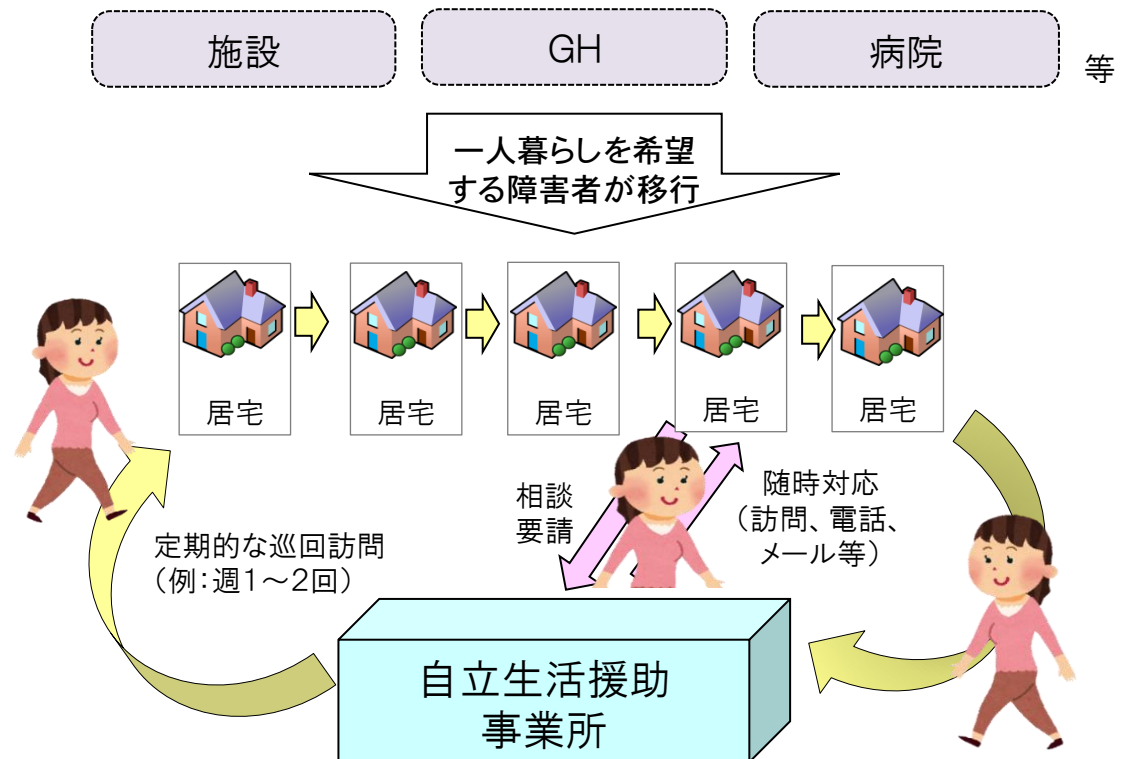 施設
GH
病院
等
一人暮らしを希望
する障害者が移行
居宅
居宅
居宅
居宅
居宅
相談
要請
随時対応
（訪問、電話、
メール等）
定期的な巡回訪問
（例：週1～2回）
自立生活援助
事業所